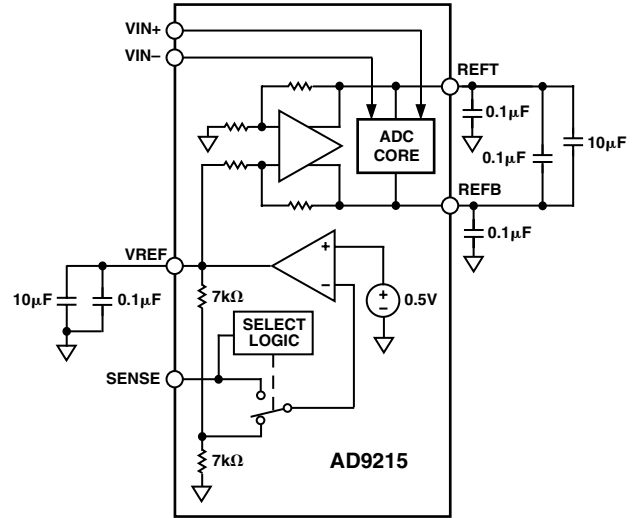 VIN+
VIN–
REFT
0.1µF
ADC
CORE
0.1µF
10µF
REFB
0.1µF
VREF
+
–
7kΩ
+
–
0.5V
10µF
0.1µF
SELECT
LOGIC
SENSE
7kΩ
AD9215